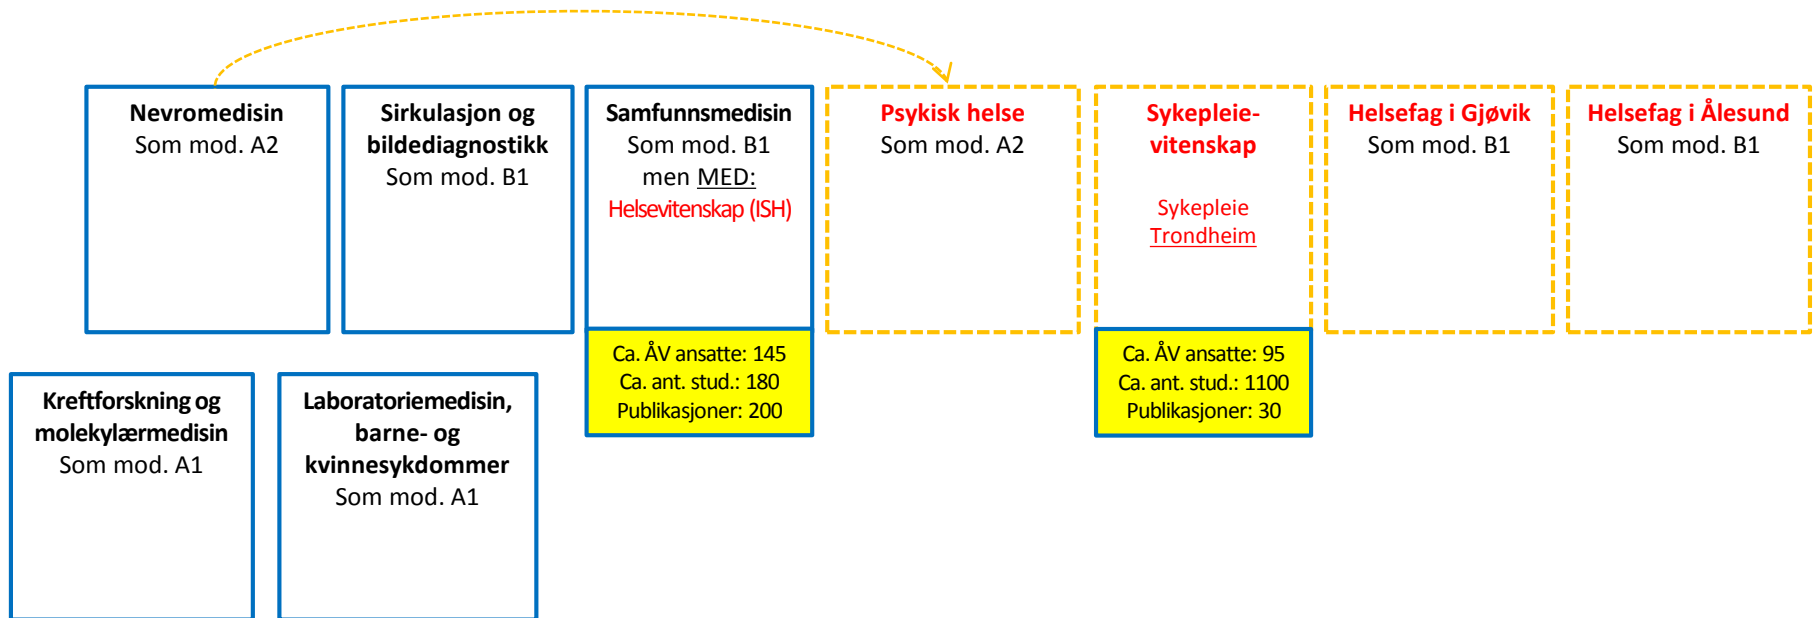 Nevromedisin
Som mod. A2
Sirkulasjon og
bildediagnostikk
Som mod. B1
Samfunnsmedisin
Som mod. B1
men MED:
Helsevitenskap (ISH)
Psykisk helse
Som mod. A2
Sykepleie-
vitenskap
Sykepleie
Trondheim
Helsefag i Gjøvik
Som mod. B1
Helsefag i Ålesund
Som mod. B1
Ca. ÅV ansatte: 145
Ca. ant. stud.: 180
Publikasjoner: 200
Ca. ÅV ansatte: 95
Ca. ant. stud.: 1100
Publikasjoner: 30
Kreftforskning og
molekylærmedisin
Som mod. A1
Laboratoriemedisin,
barne- og
kvinnesykdommer
Som mod. A1